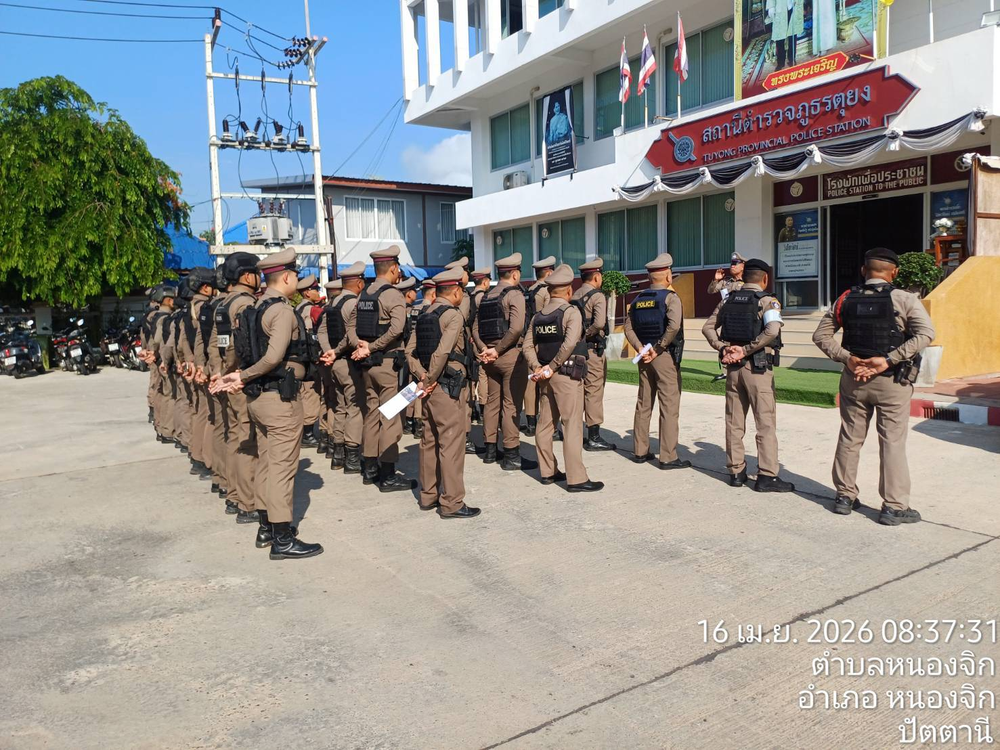 ทรงพระเจริญ
สถานีตำรวจภูธรตุยง
TUYONG PROVINCIAL POLICE STATION
โรงพักเพื่อประชาชน
POLICE STATION TO THE PUBLIC
POLICE
POLICE
POLICE
POLICE
16 เม.ย. 2026 08:37:31
ตำบลหนองจิก
อำเภอ หนองจิก
ปัตตานี